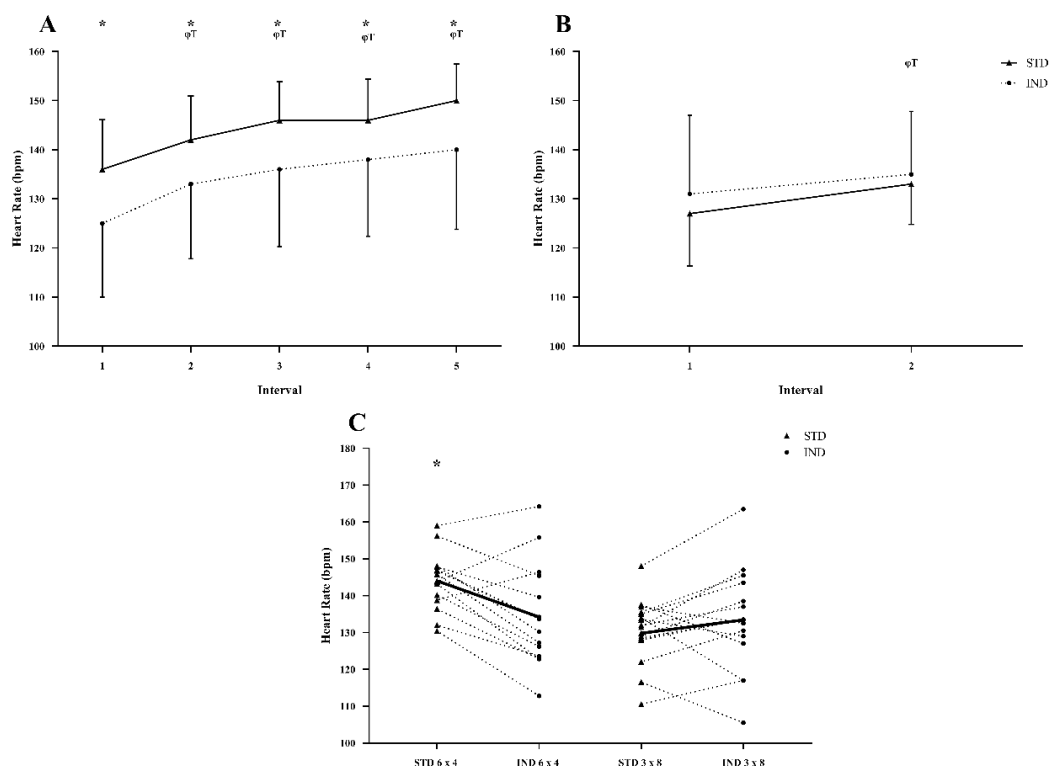 A
* * * * *
φT φT φT φT
160
150
140
130
120
110
100
Heart Rate (bpm)
1 2 3 4 5
Interval
B
φT
STD
IND
160
150
140
130
120
110
100
Heart Rate (bpm)
1 2
Interval
C
STD
IND
*
180
170
160
150
140
130
120
110
100
Heart Rate (bpm)
STD 6 x 4 IND 6 x 4 STD 3 x 8 IND 3 x 8